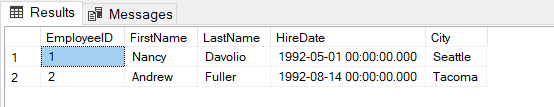 Results Messages
EmployeeID FirstName LastName HireDate City
1 1 Nancy Davolio 1992-05-01 00:00:00.000 Seattle
2 2 Andrew Fuller 1992-08-14 00:00:00.000 Tacoma